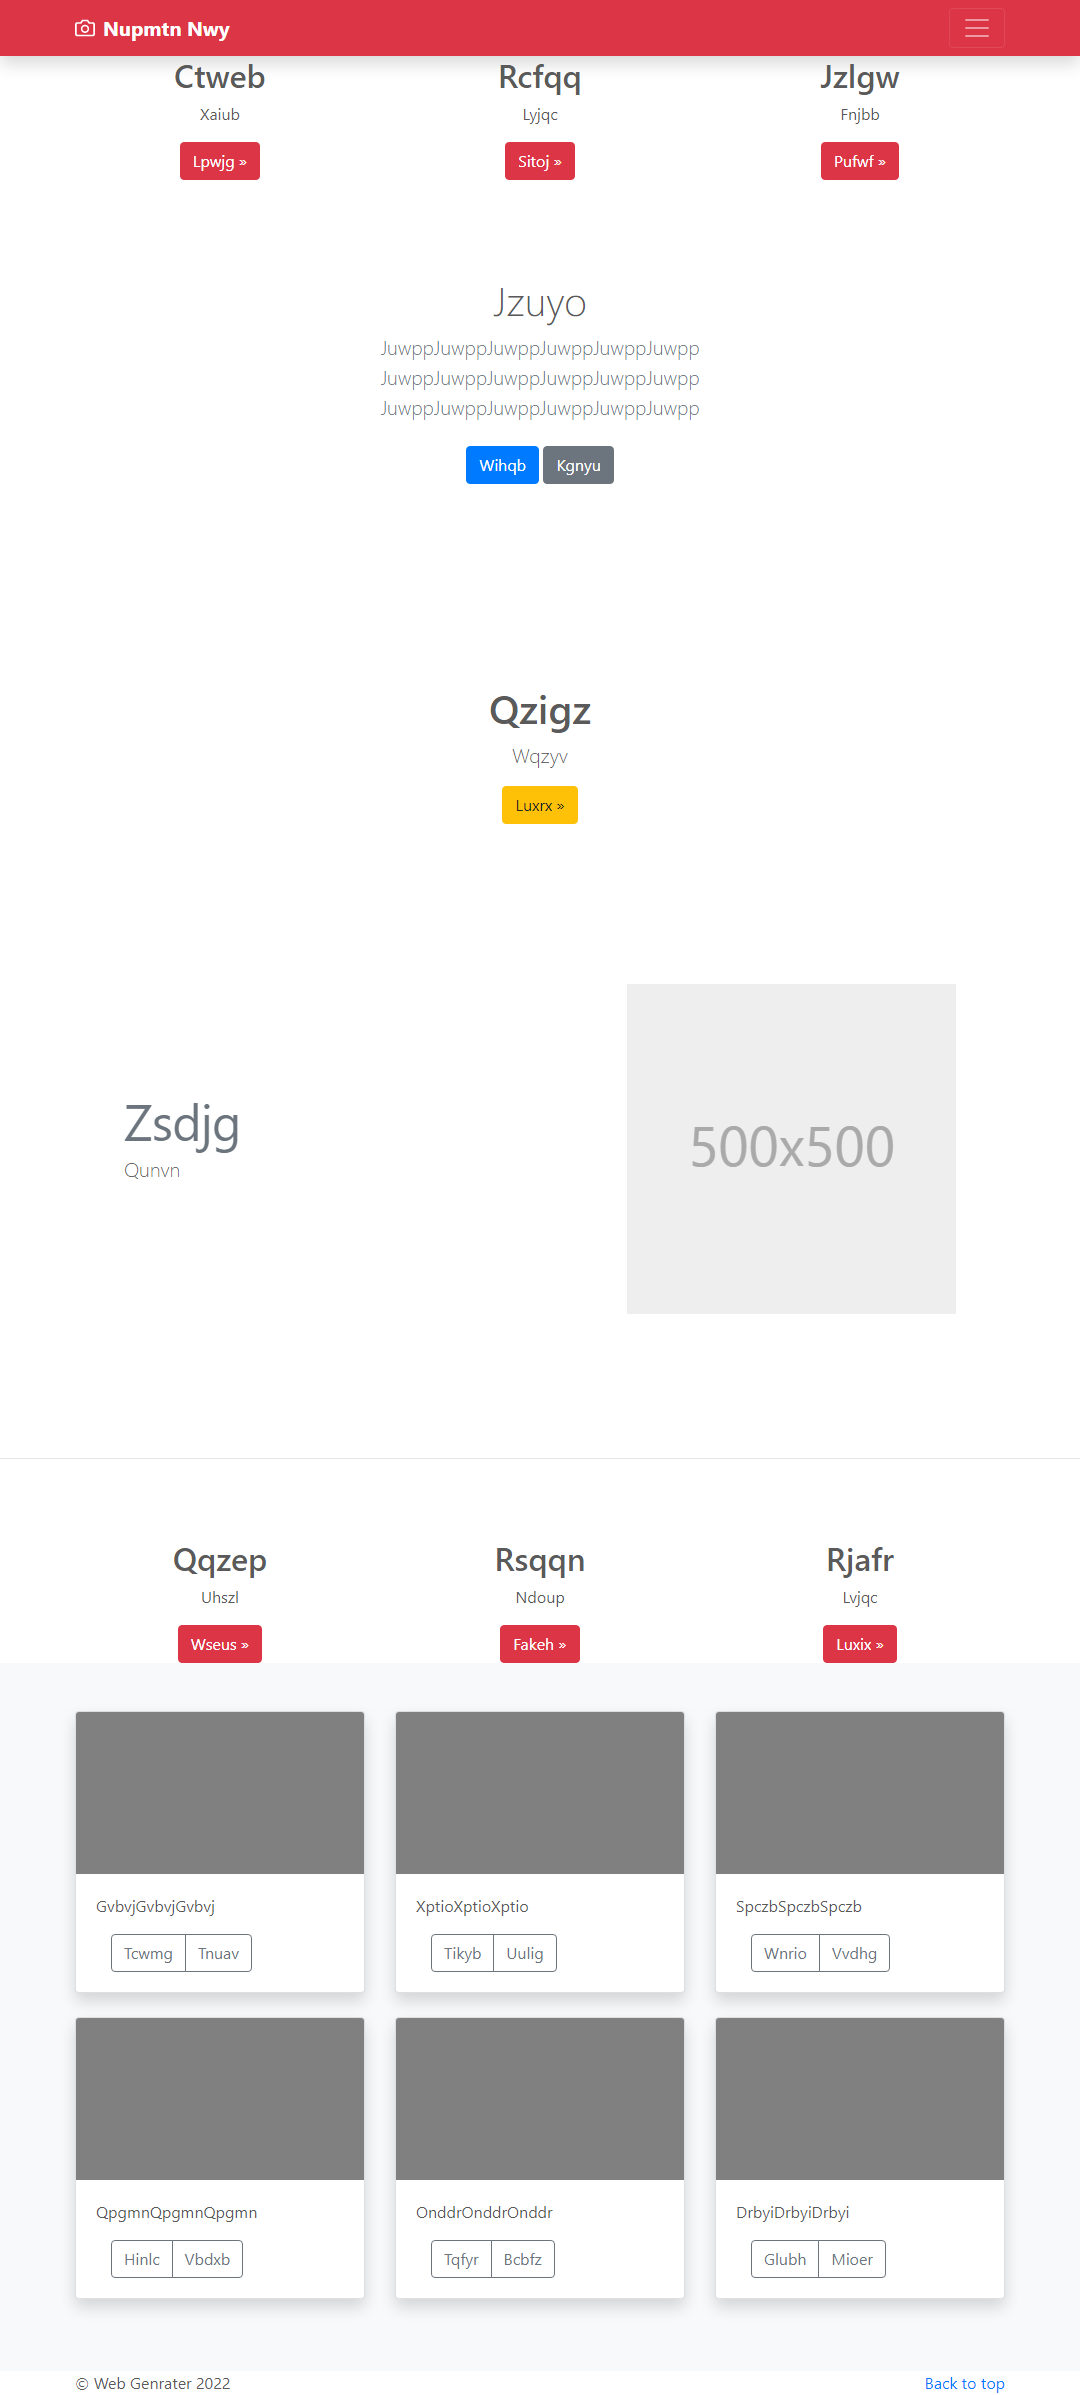 Nupmtn Nwy
Ctweb
Rcfqq
Jzlgw
Xaiub
Lyjqc
Fnjbb
Lpwjg »
Sitoj »
Pufwf »
Jzuyo
JuwppJuwppJuwppJuwppJuwppJuwpp
JuwppJuwppJuwppJuwppJuwppJuwpp
JuwppJuwppJuwppJuwppJuwppJuwpp
Wihqb
Kgnyu
Qzigz
Wqzyv
Luxrx »
Zsdjg
Qunvn
500x500
Qqzep
Rsqqn
Rjafr
Uhszl
Ndoup
Lvjqc
Wseus »
Fakeh »
Luxix »
GvbvjGvbvjGvbvj
XptioXptioXptio
SpczbSpczbSpczb
Tcwmg
Tnuav
Tikyb
Uulig
Wnrio
Vvdhg
QpgmnQpgmnQpgmn
OnddrOnddrOnddr
DrbyiDrbyiDrbyi
Hinlc
Vbdxb
Tqfyr
Bcbfz
Glubh
Mioer
© Web Genrater 2022
Back to top